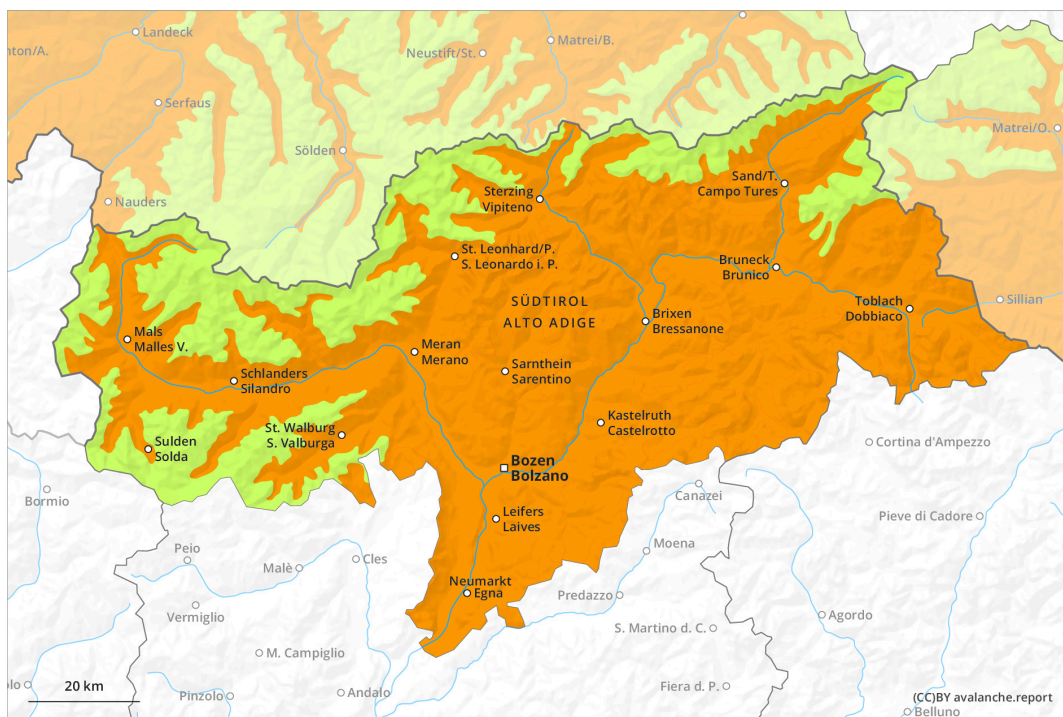 Landeck
Matrei/B.
Neustift/St.
nton/A.
Serfaus
Matrei/O.
Sölden
Sand/T.
Campo Tures
Sterzing
Vipiteno
Nauders
St. Leonhard/P.
S. Leonardo i. P.
Bruneck
Brunico
SÜDTIROL
ALTO ADIGE
Toblach
Dobbiaco
Sillian
Brixen
Bressanone
Mals
Malles V.
Meran
Merano
Sarnthein
Sarentino
Schlanders
Silandro
Kastelruth
Castelrotto
St. Walburg
S. Valburga
Sulden
Solda
Cortina d'Ampezzo
Bozen
Bolzano
Bormio
Canazei
Leifers
Laives
Pieve di Cadore
Peio
Malè
Cles
Moena
Neumarkt
Egna
Predazzo
Vermiglio
Agordo
S. Martino d. C.
M. Campiglio
20 km
olo
Pinzolo
Andalo
Fiera d. P.
(CC)BY avalanche.report
Belluno